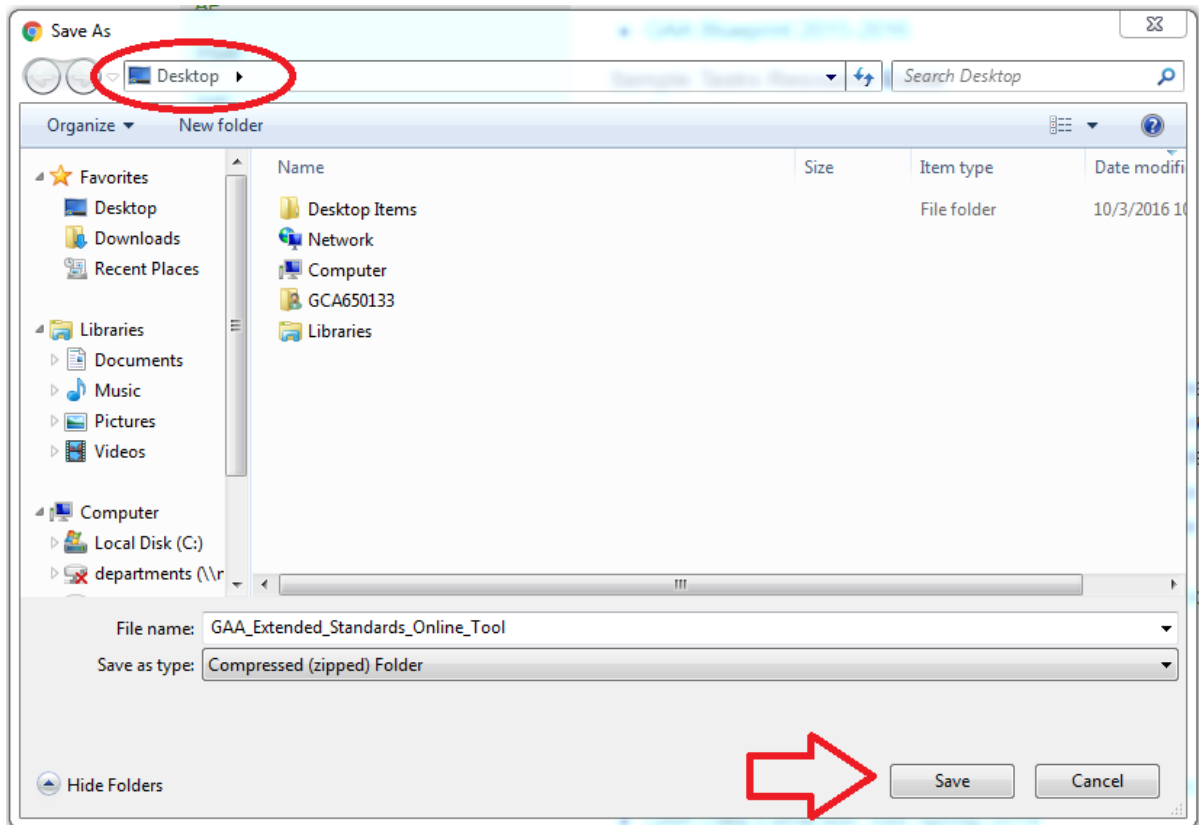 Save As
Desktop
Search Desktop
Organize
New folder
Name
Size
Item type
Date modifi
Favorites
Desktop
Downloads
Recent Places
Libraries
Documents
Music
Pictures
Videos
Computer
Local Disk (C:)
departments (\\r
Desktop Items
File folder
10/3/2016 10
Network
Computer
GCA650133
Libraries
File name: GAA_Extended_Standards_Online_Tool
Save as type: Compressed (zipped) Folder
Hide Folders
Save
Cancel